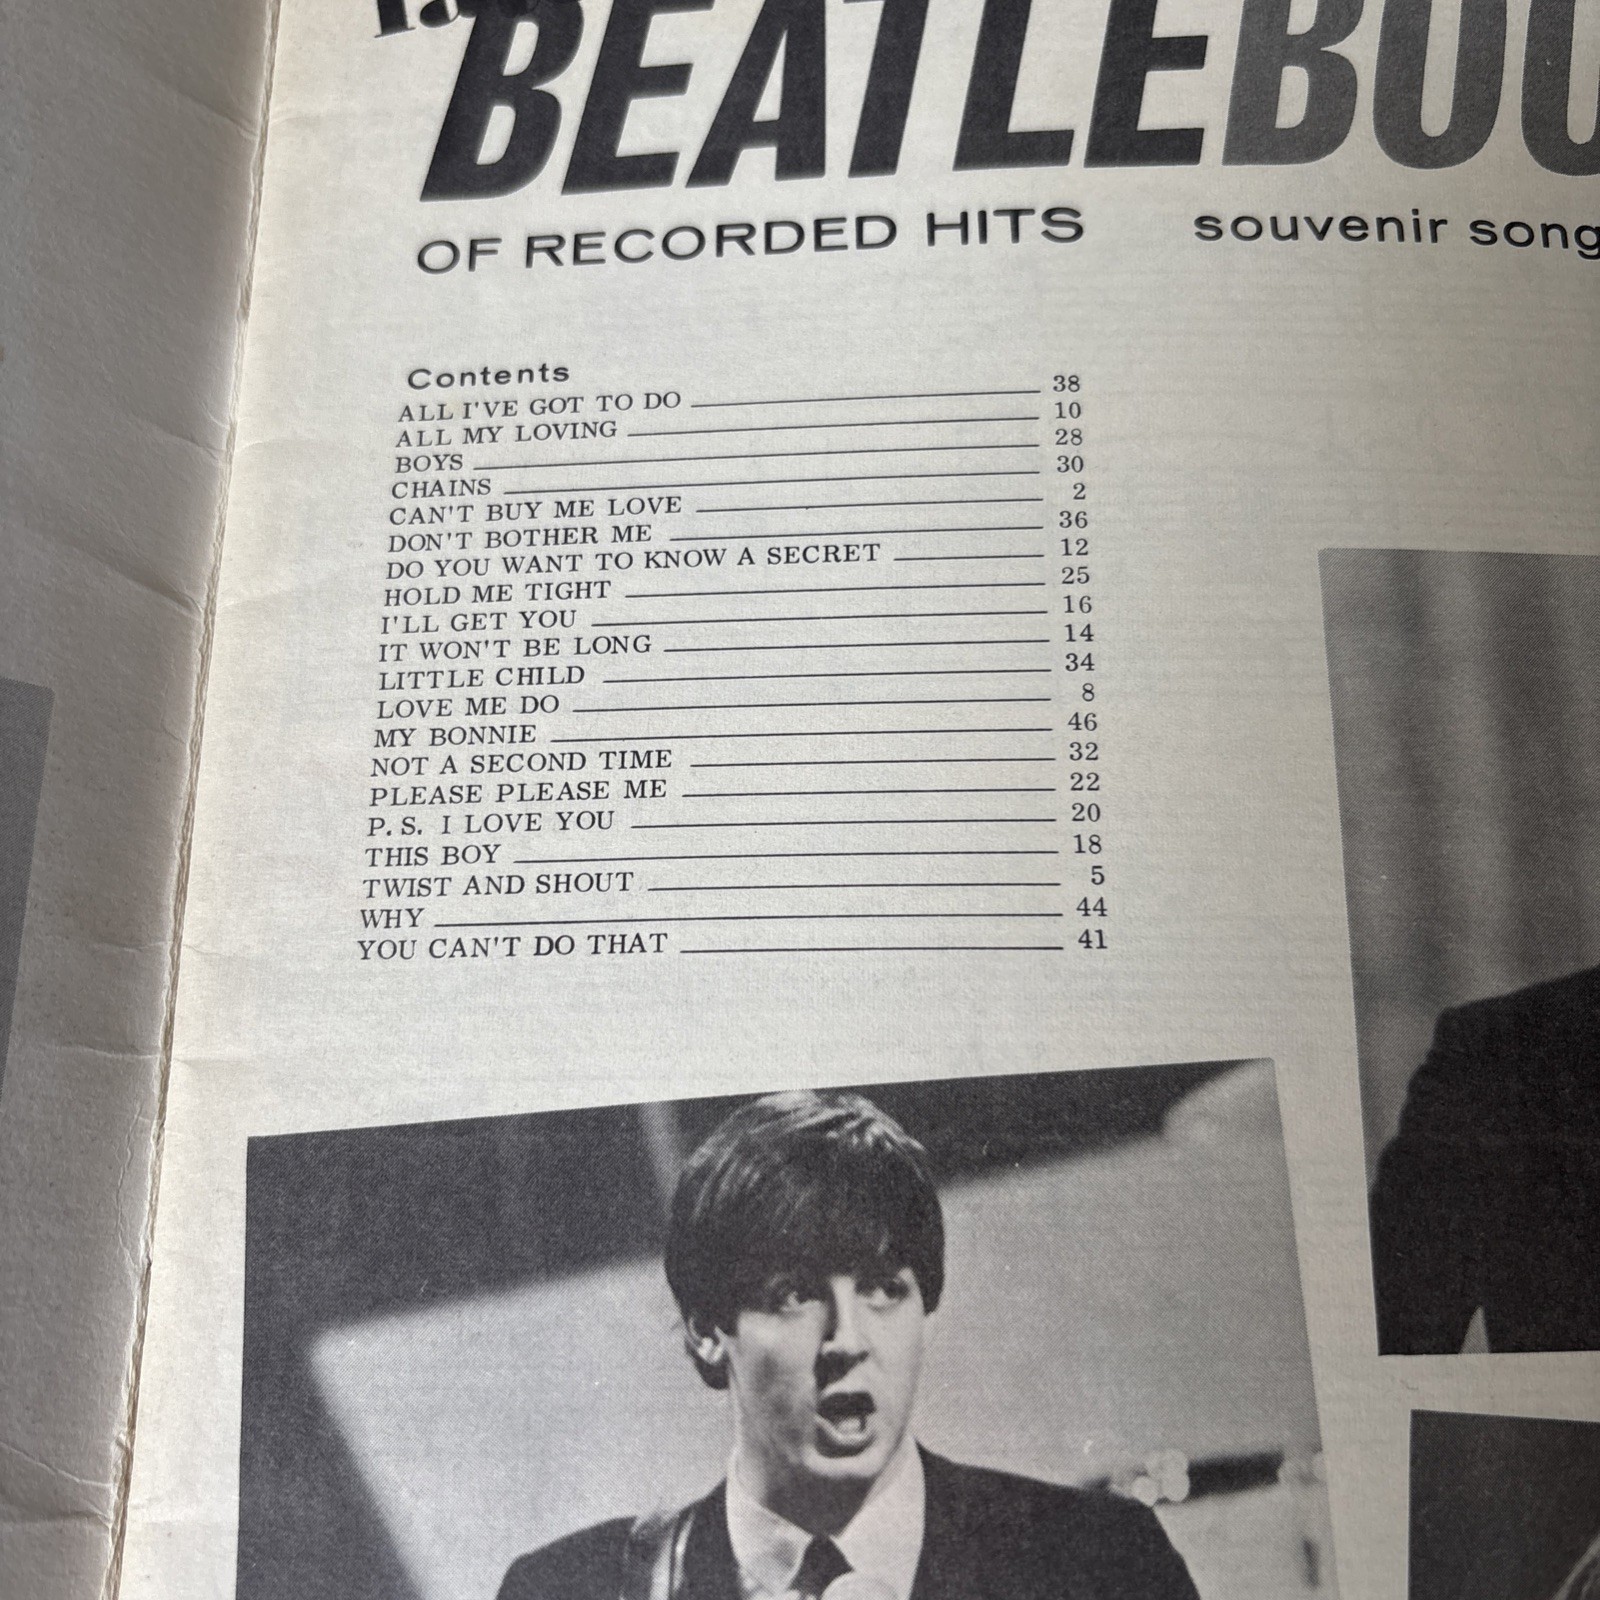 BEATLE
OF RECORDED HITS souvenir song
Contents
ALL I'VE GOT TO DO 38
ALL MY LOVING 10
BOYS 28
CHAINS 30
CAN'T BUY ME LOVE 2
DON'T BOTHER ME 36
DO YOU WANT TO KNOW A SECRET 12
HOLD ME TIGHT 25
I'LL GET YOU 16
IT WON'T BE LONG 14
LITTLE CHILD 34
LOVE ME DO 8
MY BONNIE 46
NOT A SECOND TIME 32
PLEASE PLEASE ME 22
P. S. I LOVE YOU 20
THIS BOY 18
TWIST AND SHOUT 5
WHY 44
YOU CAN'T DO THAT 41